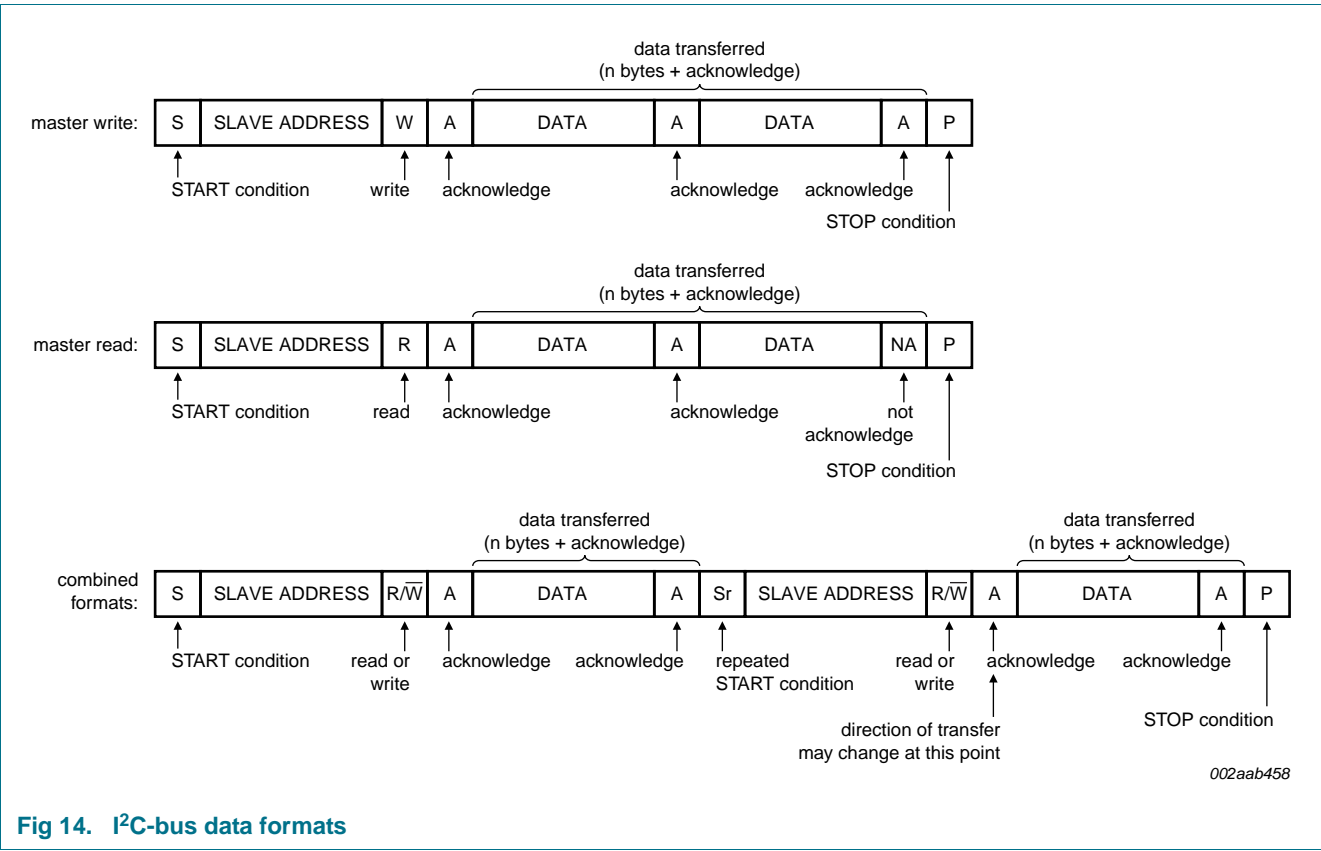 data transferred
(n bytes + acknowledge)
master write: S SLAVE ADDRESS W A DATA A DATA A P
START condition write acknowledge acknowledge acknowledge
STOP condition
data transferred
(n bytes + acknowledge)
master read: S SLAVE ADDRESS R A DATA A DATA NA P
START condition read acknowledge acknowledge not
acknowledge
STOP condition
data transferred data transferred
(n bytes + acknowledge) (n bytes + acknowledge)
combined
formats: S SLAVE ADDRESS R/W̅ A DATA A Sr SLAVE ADDRESS R/W̅ A DATA A P
START condition read or acknowledge acknowledge repeated read or acknowledge acknowledge
write START condition write
direction of transfer STOP condition
may change at this point
002aab458
Fig 14. I²C-bus data formats